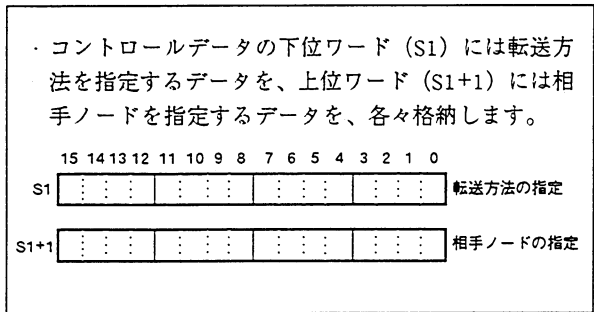 ・コントロールデータの下位ワード（S1）には転送方
法を指定するデータを、上位ワード（S1+1）には相
手ノードを指定するデータを、各々格納します。
15 14 13 12 11 10 9 8 7 6 5 4 3 2 1 0
S1 転送方法の指定
S1+1 相手ノードの指定